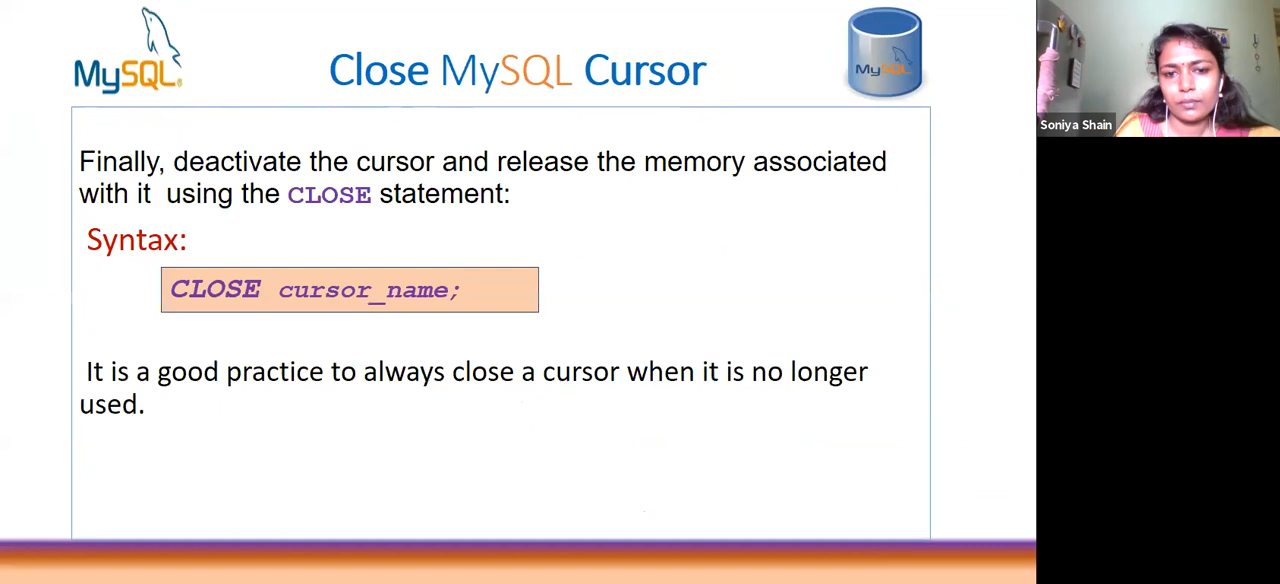 MySQL
Close MySQL Cursor
MySQL
Soniya Shain
Finally, deactivate the cursor and release the memory associated
with it using the CLOSE statement:
Syntax:
CLOSE cursor_name;
It is a good practice to always close a cursor when it is no longer
used.